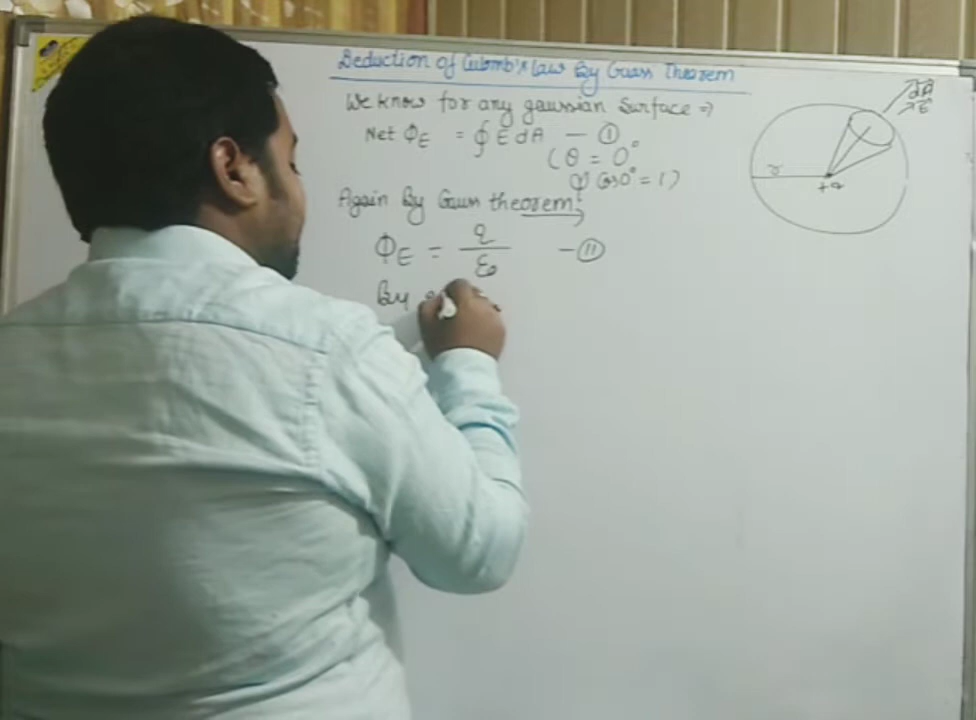 Deduction of Culomb's Law By Gauss Theorem
We know for any gaussian Surface ⇒
Net Φ_E = ∮ E dA — ①
( θ = 0°
cos0° = 1 )
Again By Gauss theorem,
Φ_E = q / ε₀ — ⑪
By
dA
E
r
+q